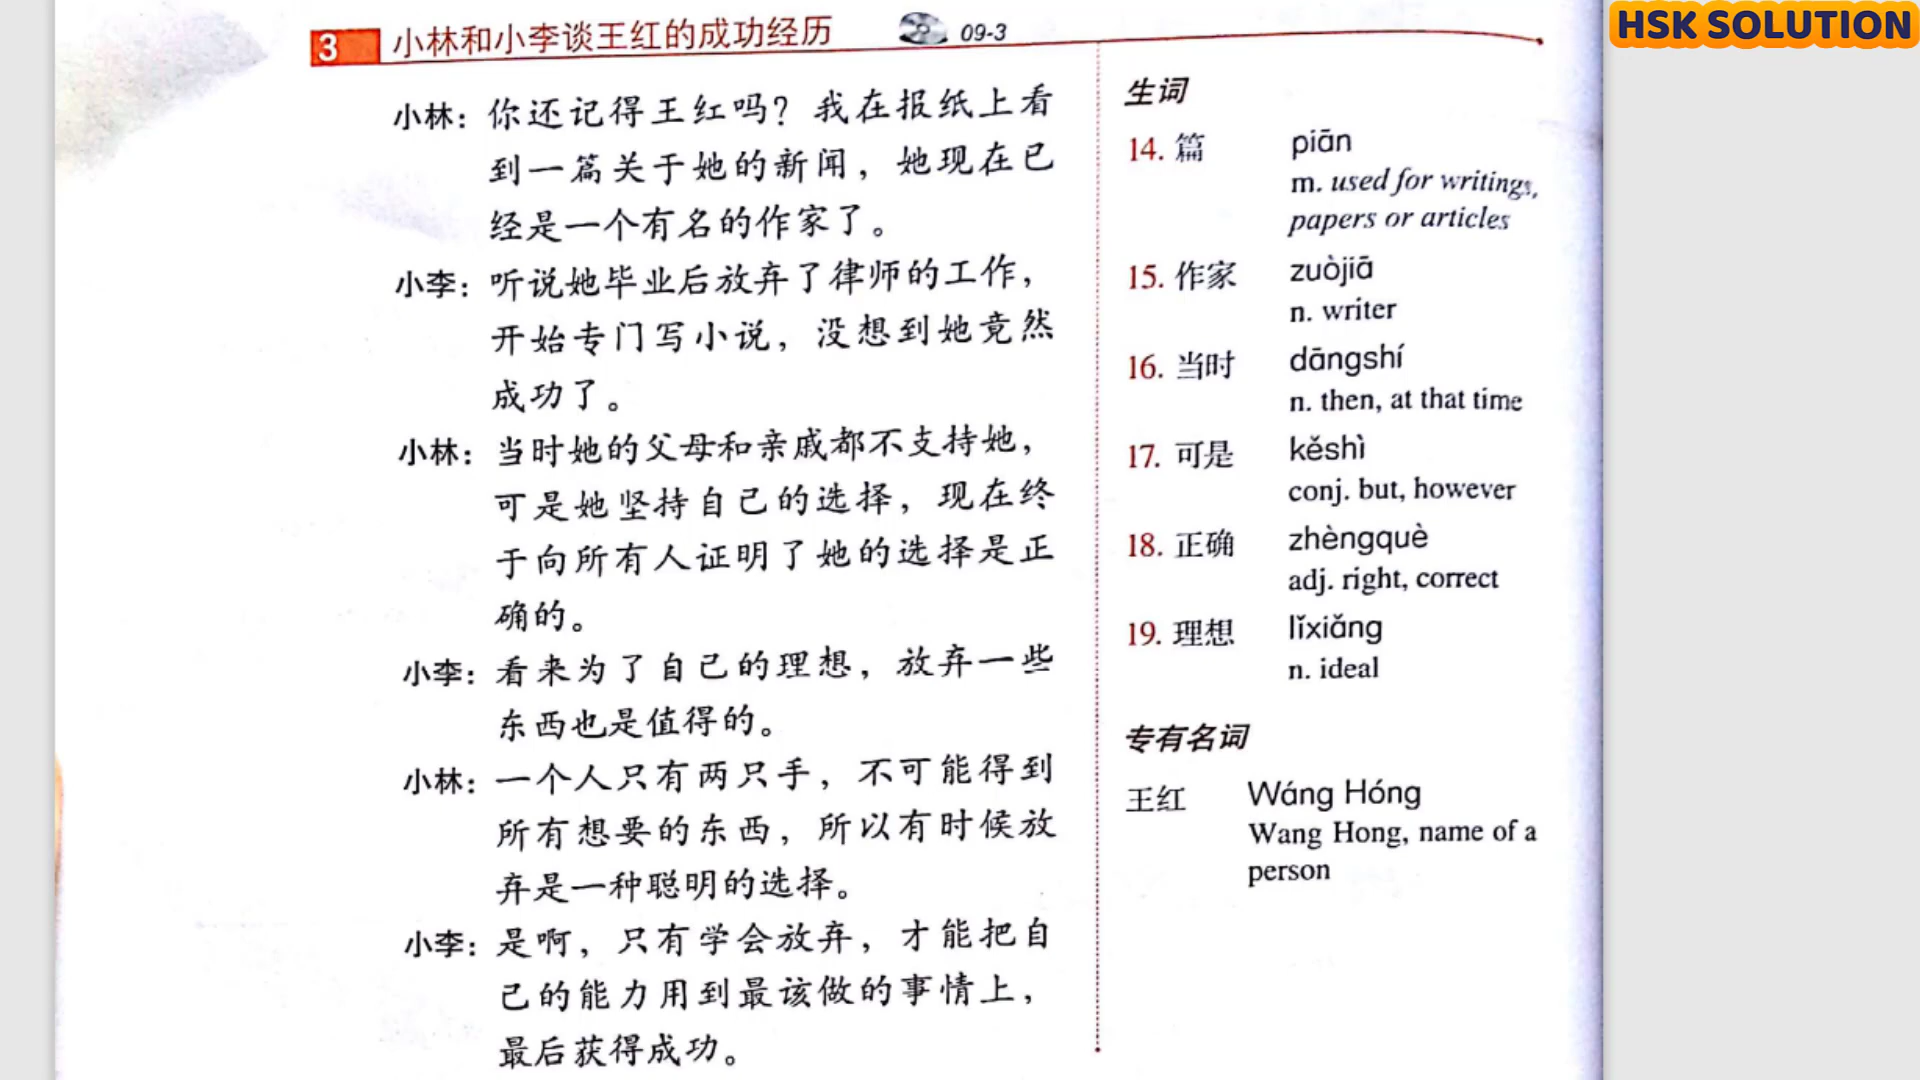 HSK SOLUTION
3 小林和小李谈王红的成功经历 09-3
小林：你还记得王红吗？我在报纸上看
到一篇关于她的新闻，她现在已
经是一个有名的作家了。
小李：听说她毕业后放弃了律师的工作，
开始专门写小说，没想到她竟然
成功了。
小林：当时她的父母和亲戚都不支持她，
可是她坚持自己的选择，现在终
于向所有人证明了她的选择是正
确的。
小李：看来为了自己的理想，放弃一些
东西也是值得的。
小林：一个人只有两只手，不可能得到
所有想要的东西，所以有时候放
弃是一种聪明的选择。
小李：是啊，只有学会放弃，才能把自
己的能力用到最该做的事情上，
最后获得成功。
生词
14. 篇 piān
m. used for writings,
papers or articles
15. 作家 zuòjiā
n. writer
16. 当时 dāngshí
n. then, at that time
17. 可是 kěshì
conj. but, however
18. 正确 zhèngquè
adj. right, correct
19. 理想 lǐxiǎng
n. ideal
专有名词
王红 Wáng Hóng
Wang Hong, name of a
person